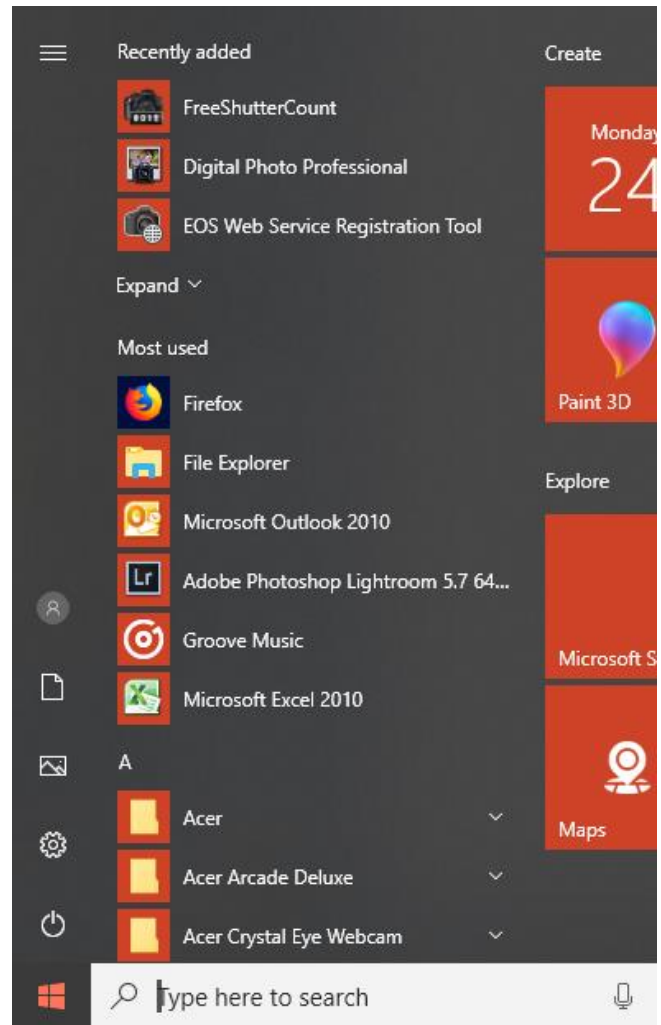 Recently added
FreeShutterCount
Digital Photo Professional
EOS Web Service Registration Tool
Expand
Most used
Firefox
File Explorer
Microsoft Outlook 2010
Adobe Photoshop Lightroom 5.7 64...
Groove Music
Microsoft Excel 2010
A
Acer
Acer Arcade Deluxe
Acer Crystal Eye Webcam
Create
Monday
24
Paint 3D
Explore
Microsoft S
Maps
Type here to search